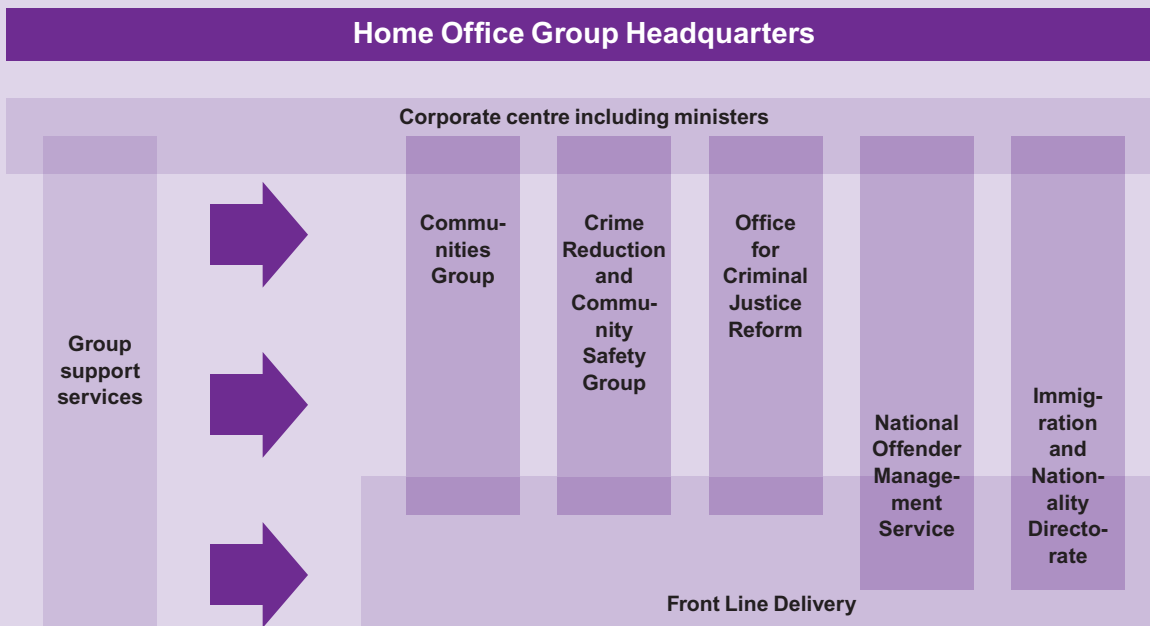 Home Office Group Headquarters
Corporate centre including ministers
Group
support
services
Commu-
nities
Group
Crime
Reduction
and
Commu-
nity
Safety
Group
Office
for
Criminal
Justice
Reform
National
Offender
Manage-
ment
Service
Immig-
ration
and
Nation-
ality
Directo-
rate
Front Line Delivery